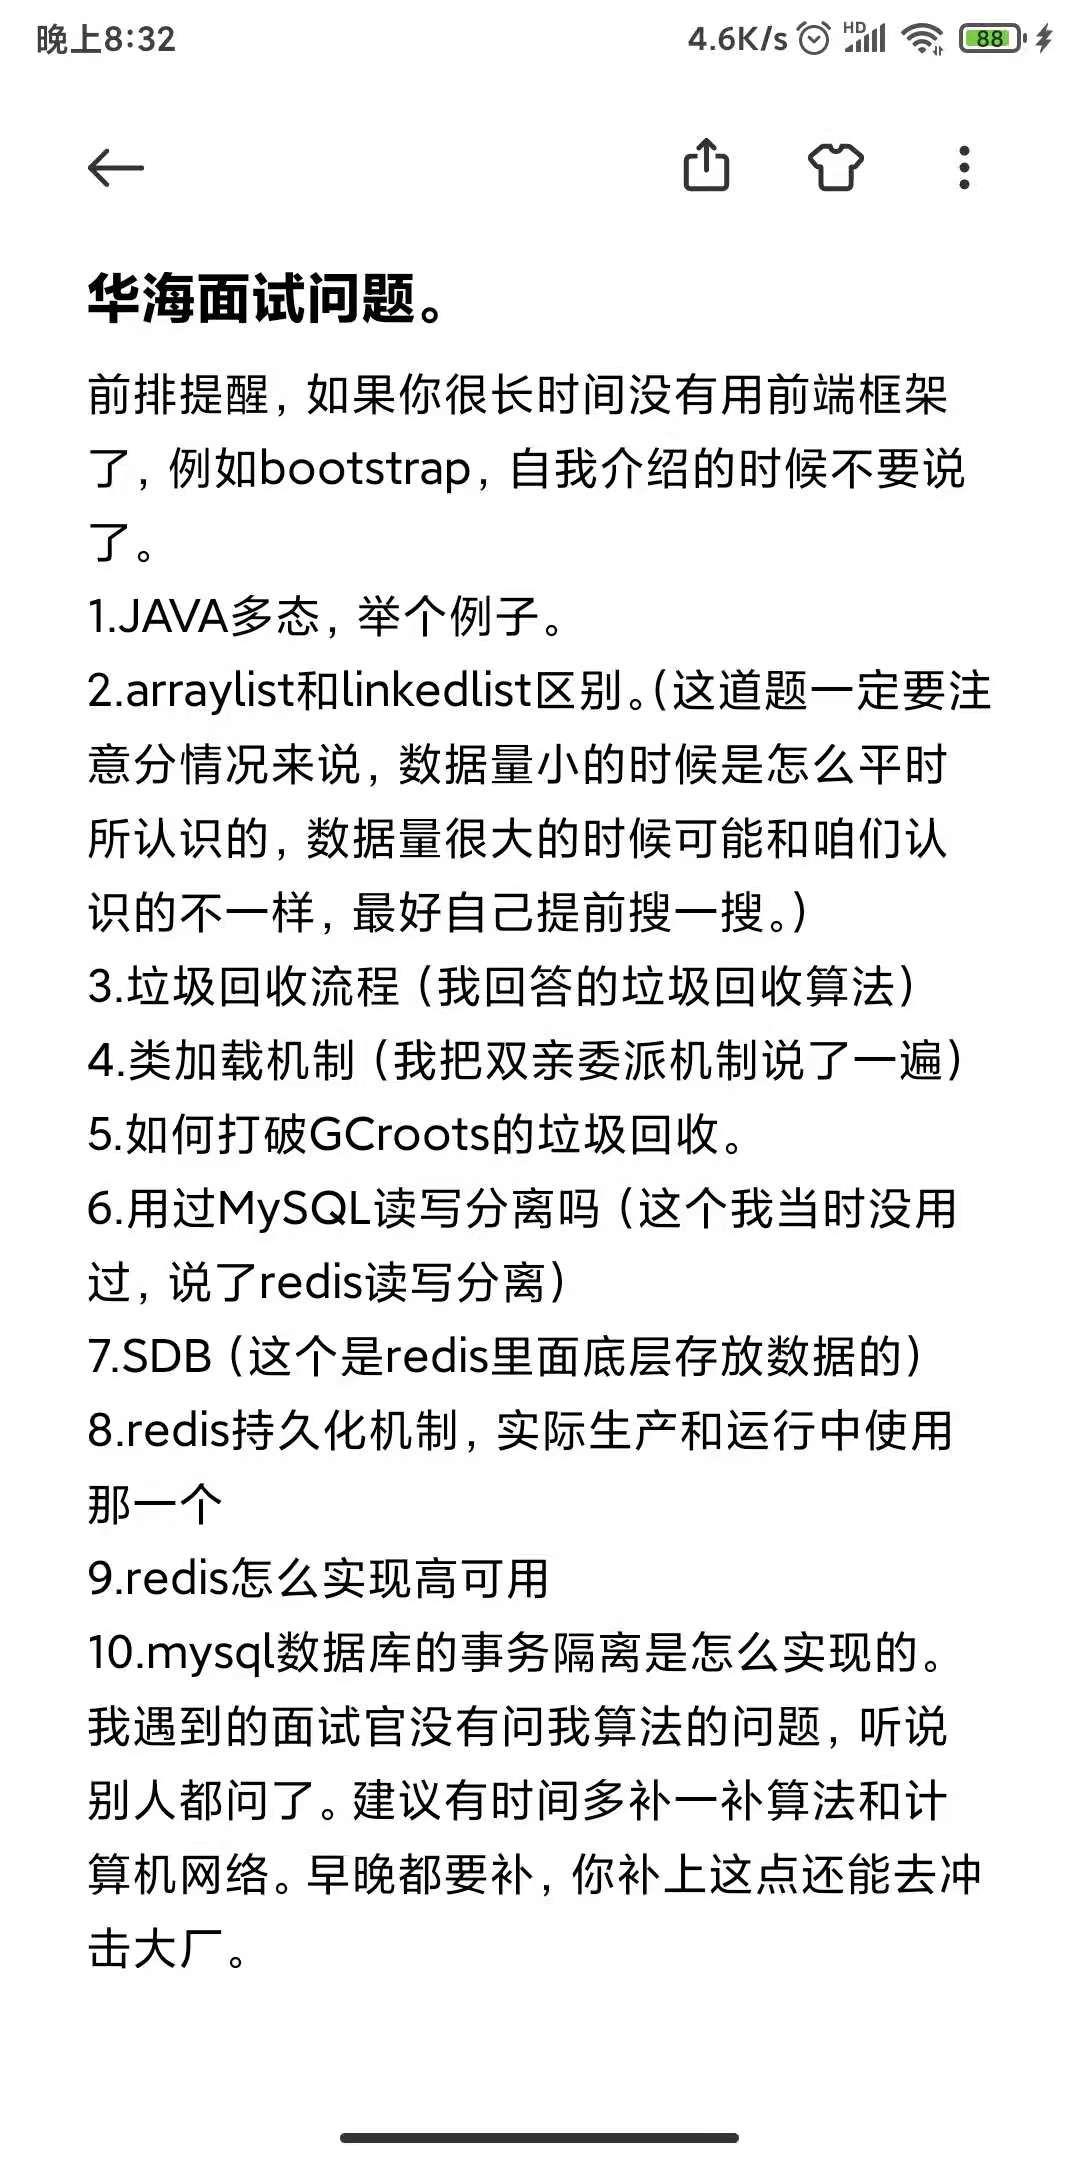 晚上8:32
4.6K/s HD 88
华海面试问题。
前排提醒，如果你很长时间没有用前端框架
了，例如bootstrap，自我介绍的时候不要说
了。
1.JAVA多态，举个例子。
2.arraylist和linkedlist区别。（这道题一定要注
意分情况来说，数据量小的时候是怎么平时
所认识的，数据量很大的时候可能和咱们认
识的不一样，最好自己提前搜一搜。）
3.垃圾回收流程（我回答的垃圾回收算法）
4.类加载机制（我把双亲委派机制说了一遍）
5.如何打破GCroots的垃圾回收。
6.用过MySQL读写分离吗（这个我当时没用
过，说了redis读写分离）
7.SDB（这个是redis里面底层存放数据的）
8.redis持久化机制，实际生产和运行中使用
那一个
9.redis怎么实现高可用
10.mysql数据库的事务隔离是怎么实现的。
我遇到的面试官没有问我算法的问题，听说
别人都问了。建议有时间多补一补算法和计
算机网络。早晚都要补，你补上这点还能去冲
击大厂。